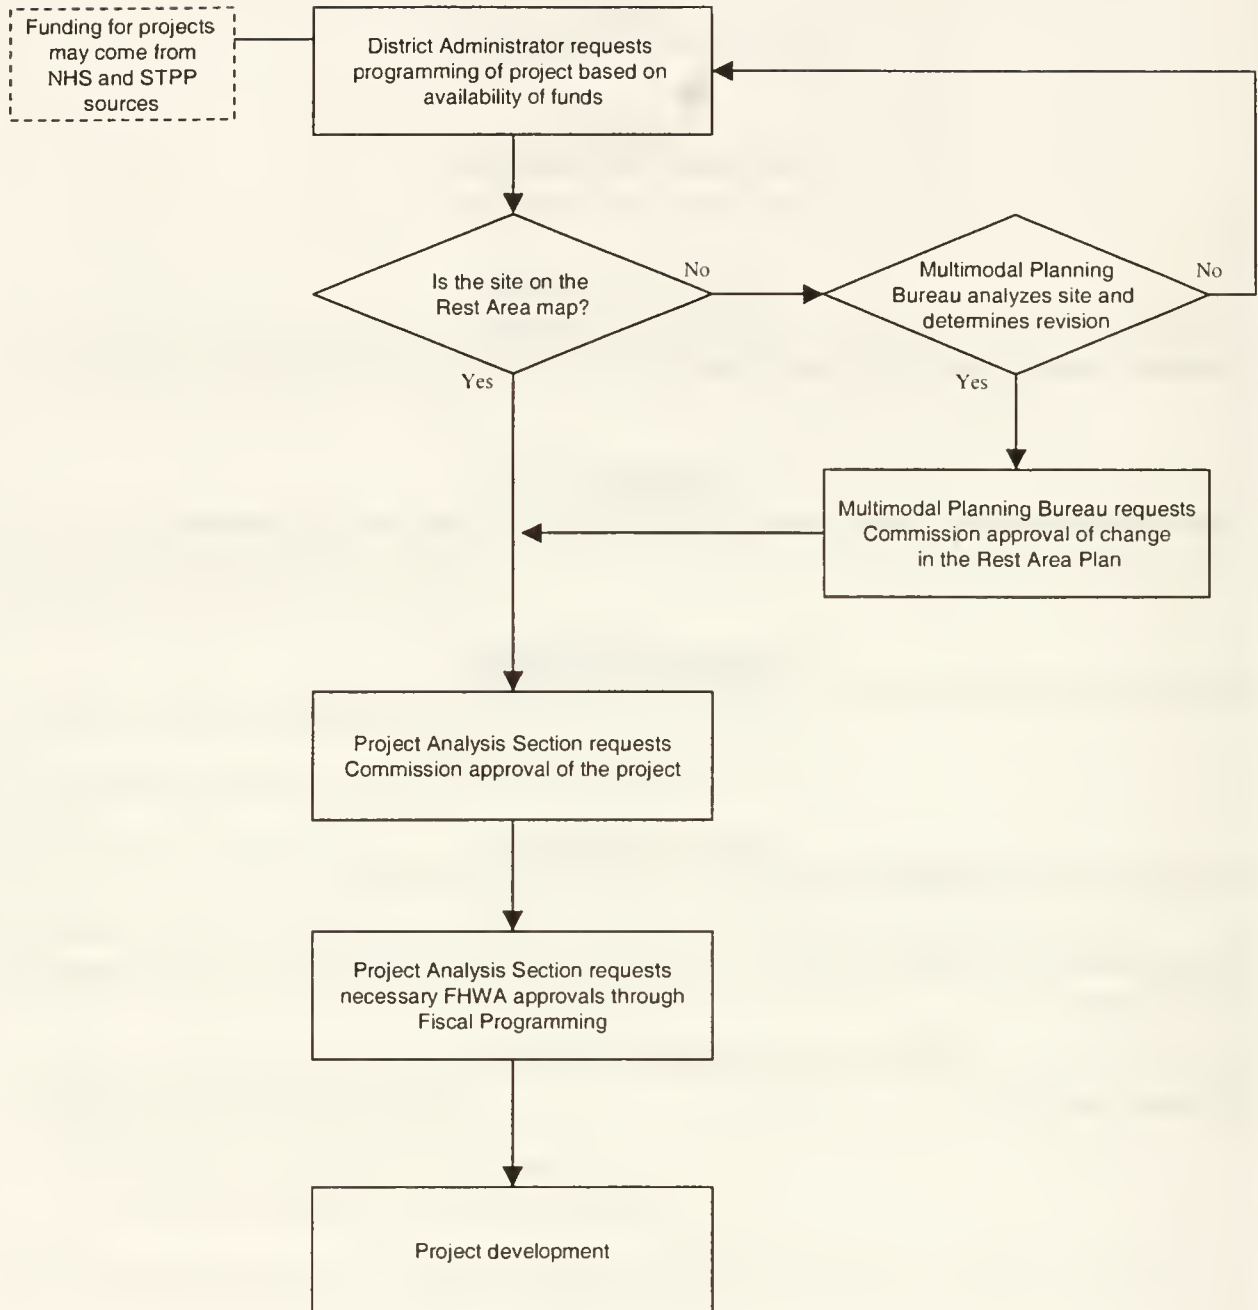 Funding for projects
may come from
NHS and STPP
sources
District Administrator requests
programming of project based on
availability of funds
Is the site on the
Rest Area map?
No
Multimodal Planning
Bureau analyzes site and
determines revision
No
Yes
Yes
Multimodal Planning Bureau requests
Commission approval of change
in the Rest Area Plan
Project Analysis Section requests
Commission approval of the project
Project Analysis Section requests
necessary FHWA approvals through
Fiscal Programming
Project development